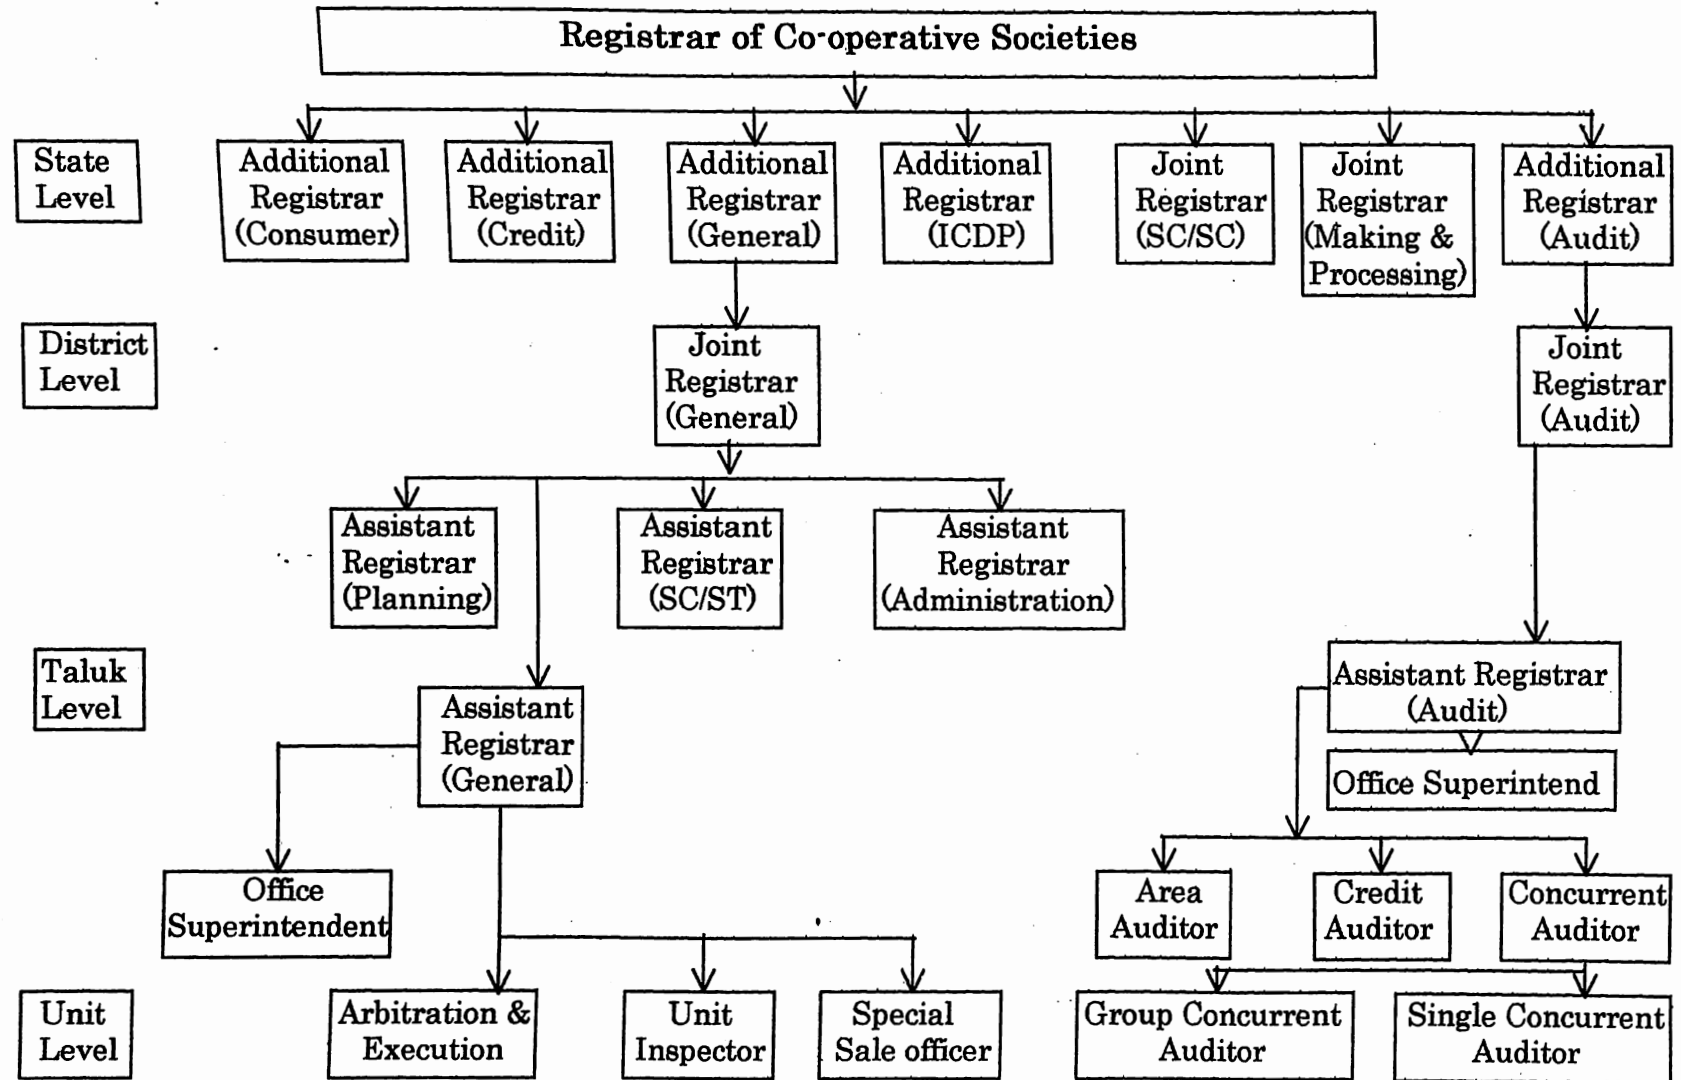 Registrar of Co-operative Societies
State
Level
Additional
Registrar
(Consumer)
Additional
Registrar
(Credit)
Additional
Registrar
(General)
Additional
Registrar
(ICDP)
Joint
Registrar
(SC/SC)
Joint
Registrar
(Making &
Processing)
Additional
Registrar
(Audit)
District
Level
Joint
Registrar
(General)
Joint
Registrar
(Audit)
Assistant
Registrar
(Planning)
Assistant
Registrar
(SC/ST)
Assistant
Registrar
(Administration)
Taluk
Level
Assistant
Registrar
(General)
Assistant Registrar
(Audit)
Office Superintend
Office
Superintendent
Area
Auditor
Credit
Auditor
Concurrent
Auditor
Unit
Level
Arbitration &
Execution
Unit
Inspector
Special
Sale officer
Group Concurrent
Auditor
Single Concurrent
Auditor